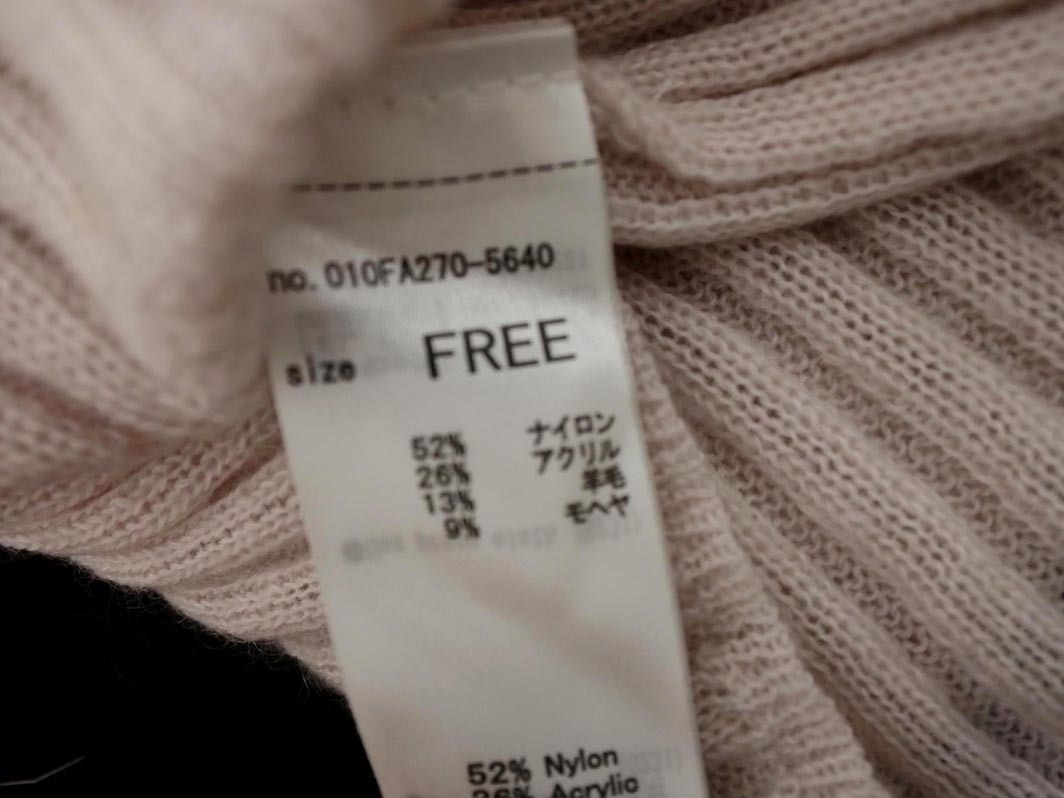 no.010FA270-5640
size FREE
52% ナイロン
26% アクリル
13% 羊毛
9% モヘヤ
52% Nylon
26% Acrylic